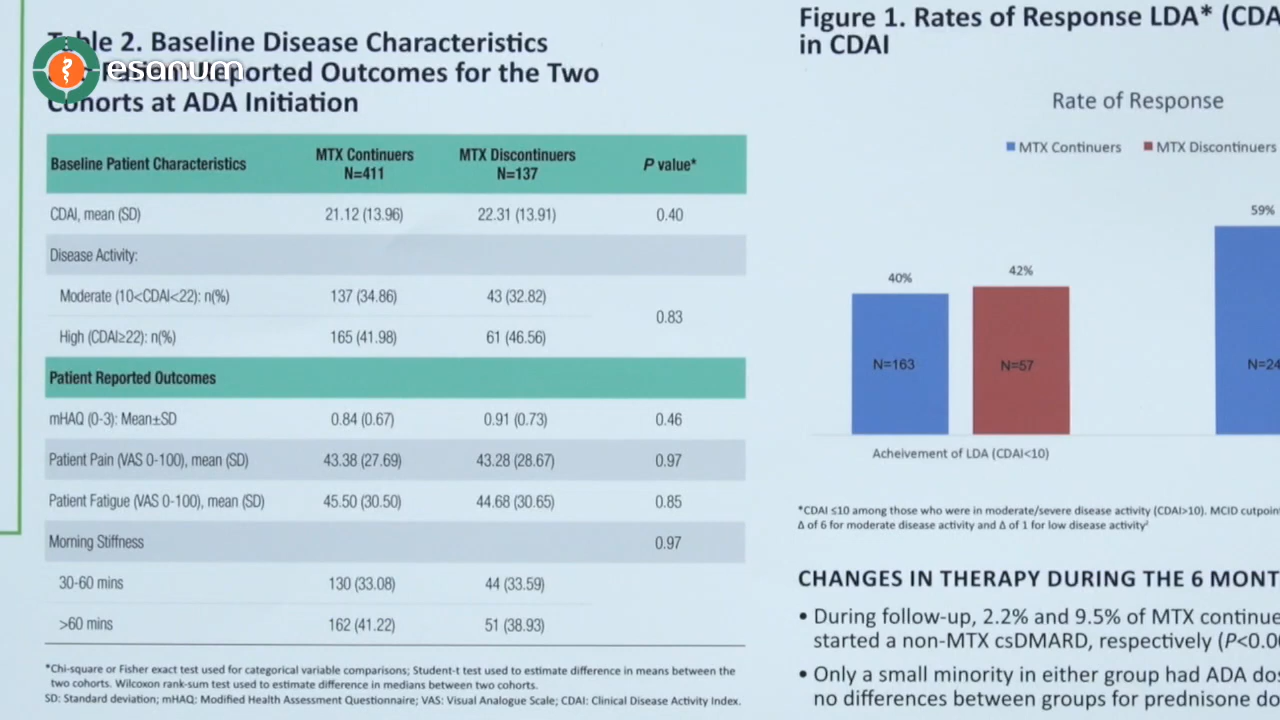 esanum
Table 2. Baseline Disease Characteristics
Reported Outcomes for the Two
Cohorts at ADA Initiation
Baseline Patient Characteristics MTX Continuers N=411 MTX Discontinuers N=137 P value*
CDAI, mean (SD) 21.12 (13.96) 22.31 (13.91) 0.40
Disease Activity:
Moderate (10<CDAI<22): n(%) 137 (34.86) 43 (32.82)
0.83
High (CDAI≥22): n(%) 165 (41.98) 61 (46.56)
Patient Reported Outcomes
mHAQ (0-3): Mean±SD 0.84 (0.67) 0.91 (0.73) 0.46
Patient Pain (VAS 0-100), mean (SD) 43.38 (27.69) 43.28 (28.67) 0.97
Patient Fatigue (VAS 0-100), mean (SD) 45.50 (30.50) 44.68 (30.65) 0.85
Morning Stiffness 0.97
30-60 mins 130 (33.08) 44 (33.59)
>60 mins 162 (41.22) 51 (38.93)
*Chi-square or Fisher exact test used for categorical variable comparisons; Student-t test used to estimate difference in means between the
two cohorts. Wilcoxon rank-sum test used to estimate difference in medians between two cohorts.
SD: Standard deviation; mHAQ: Modified Health Assessment Questionnaire; VAS: Visual Analogue Scale; CDAI: Clinical Disease Activity Index.
Figure 1. Rates of Response LDA* (CDA
in CDAI
Rate of Response
MTX Continuers MTX Discontinuers
59%
42%
40%
N=163 N=57 N=24
Acheivement of LDA (CDAI<10)
*CDAI ≤10 among those who were in moderate/severe disease activity (CDAI>10). MCID cutpoint
Δ of 6 for moderate disease activity and Δ of 1 for low disease activity²
CHANGES IN THERAPY DURING THE 6 MONT
• During follow-up, 2.2% and 9.5% of MTX continue
started a non-MTX csDMARD, respectively (P<0.00
• Only a small minority in either group had ADA dos
no differences between groups for prednisone do